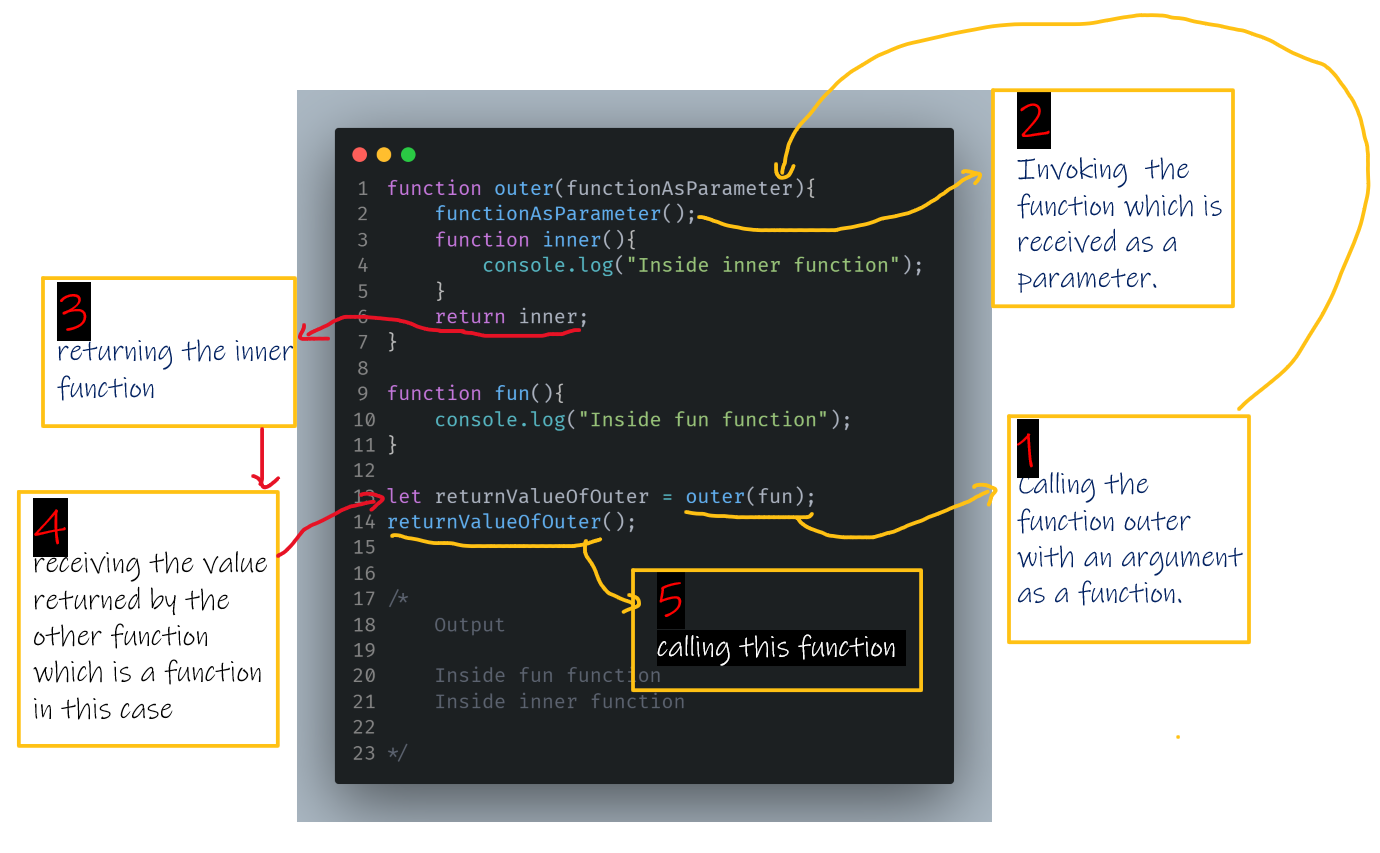 1 function outer(functionAsParameter){
2     functionAsParameter();
3     function inner(){
4         console.log("Inside inner function");
5     }
6     return inner;
7 }
8
9 function fun(){
10     console.log("Inside fun function");
11 }
12
13 let returnValueOfOuter = outer(fun);
14 returnValueOfOuter();
15
16
17 /*
18     Output
19
20     Inside fun function
21     Inside inner function
22
23 */
1
Calling the
function outer
with an argument
as a function.
2
Invoking the
function which is
received as a
parameter.
3
returning the inner
function
4
receiving the value
returned by the
other function
which is a function
in this case
5
calling this function